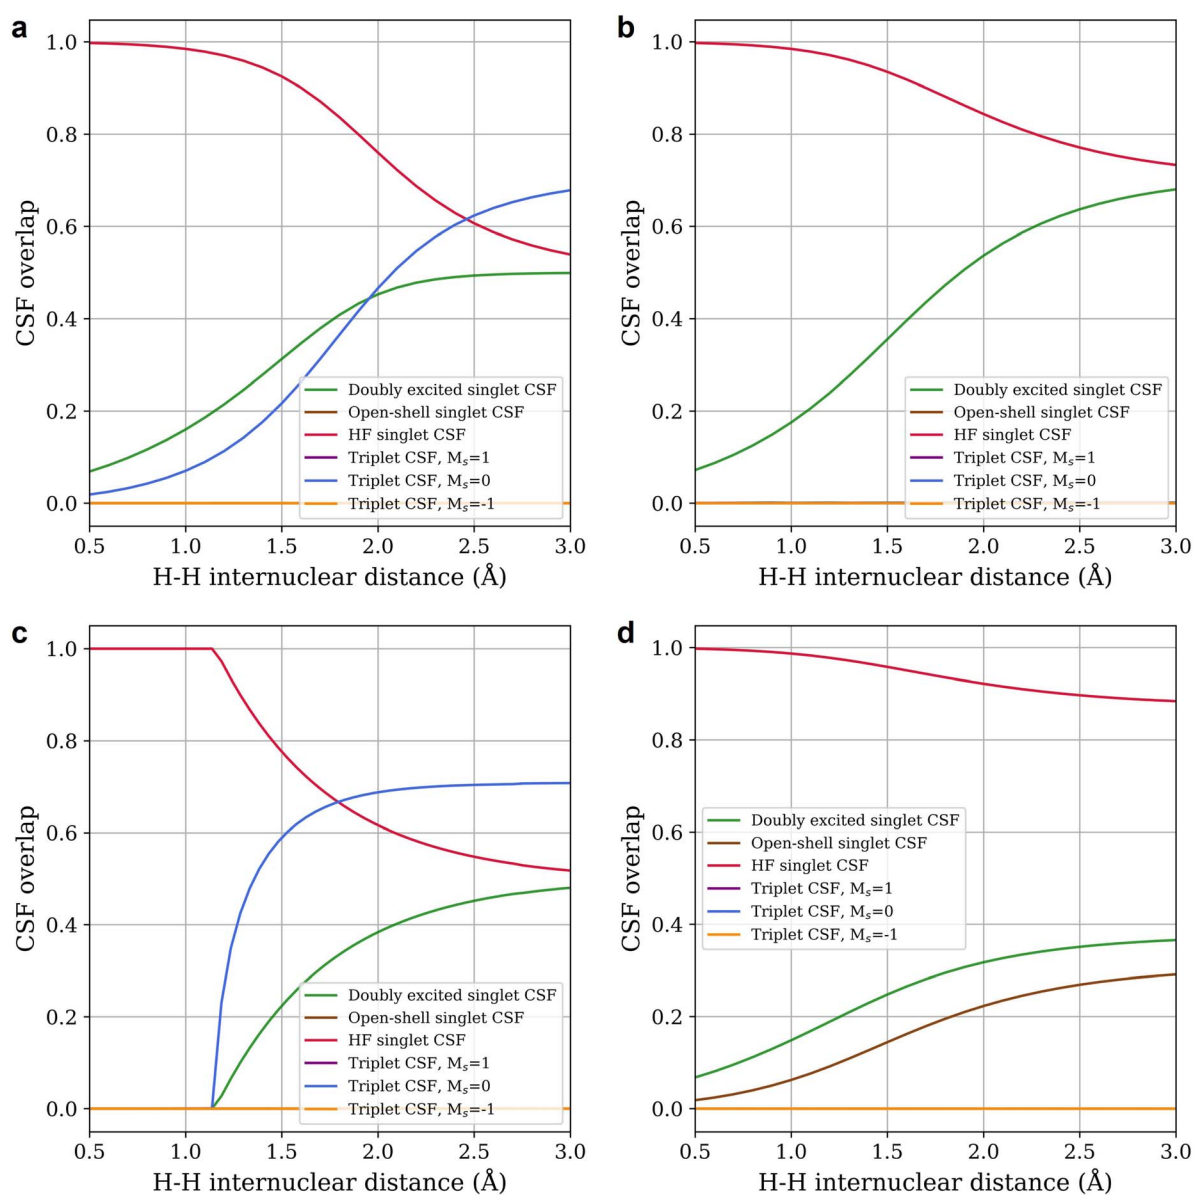 a
b
1.0
0.8
0.6
0.4
0.2
0.0
CSF overlap
Doubly excited singlet CSF
Open-shell singlet CSF
HF singlet CSF
Triplet CSF, Ms=1
Triplet CSF, Ms=0
Triplet CSF, Ms=-1
0.5 1.0 1.5 2.0 2.5 3.0
H-H internuclear distance (Å)
1.0
0.8
0.6
0.4
0.2
0.0
CSF overlap
Doubly excited singlet CSF
Open-shell singlet CSF
HF singlet CSF
Triplet CSF, Ms=1
Triplet CSF, Ms=0
Triplet CSF, Ms=-1
0.5 1.0 1.5 2.0 2.5 3.0
H-H internuclear distance (Å)
c
d
1.0
0.8
0.6
0.4
0.2
0.0
CSF overlap
Doubly excited singlet CSF
Open-shell singlet CSF
HF singlet CSF
Triplet CSF, Ms=1
Triplet CSF, Ms=0
Triplet CSF, Ms=-1
0.5 1.0 1.5 2.0 2.5 3.0
H-H internuclear distance (Å)
1.0
0.8
0.6
0.4
0.2
0.0
CSF overlap
Doubly excited singlet CSF
Open-shell singlet CSF
HF singlet CSF
Triplet CSF, Ms=1
Triplet CSF, Ms=0
Triplet CSF, Ms=-1
0.5 1.0 1.5 2.0 2.5 3.0
H-H internuclear distance (Å)